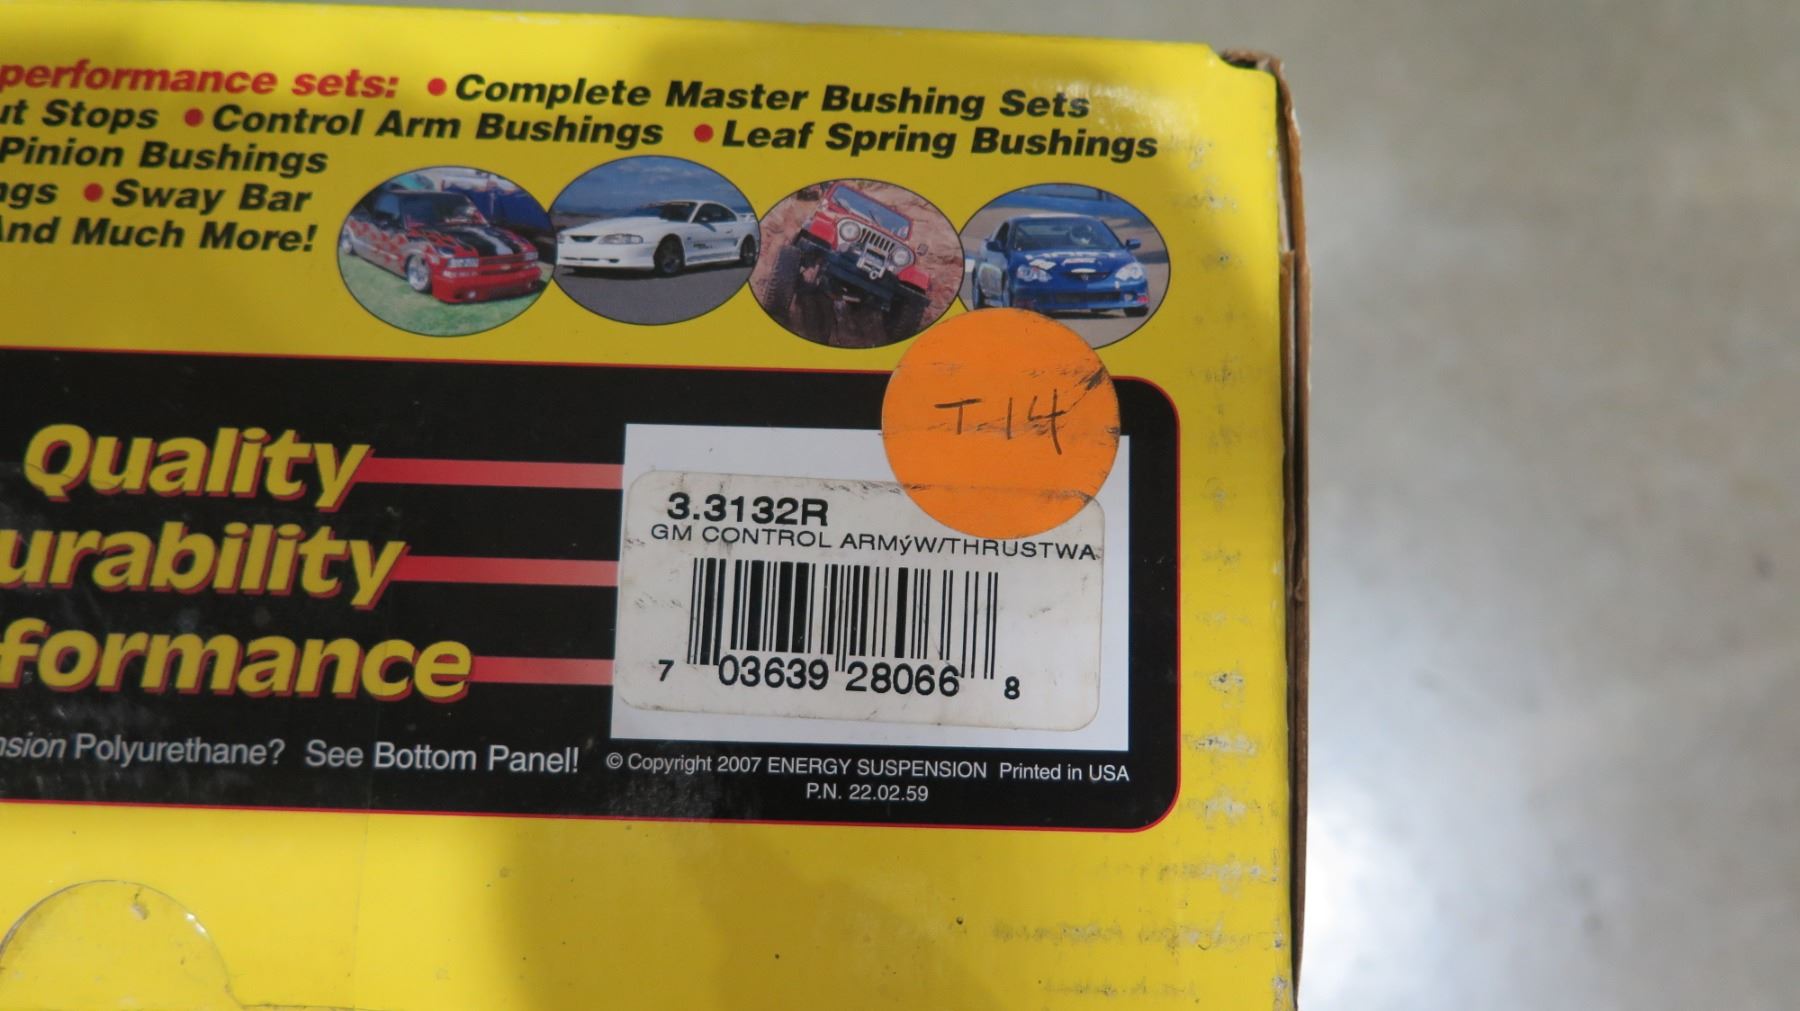 performance sets: • Complete Master Bushing Sets
ut Stops • Control Arm Bushings • Leaf Spring Bushings
Pinion Bushings
ngs • Sway Bar
And Much More!
T-14
Quality
urability
formance
3.3132R
GM CONTROL ARMýW/THRUSTWA
7 03639 28066 8
nsion Polyurethane? See Bottom Panel!
© Copyright 2007 ENERGY SUSPENSION Printed in USA
P.N. 22.02.59